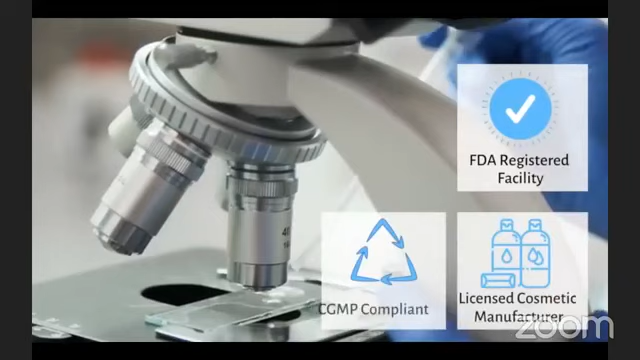 FDA Registered
Facility
CGMP Compliant
Licensed Cosmetic
Manufacturer
zoom